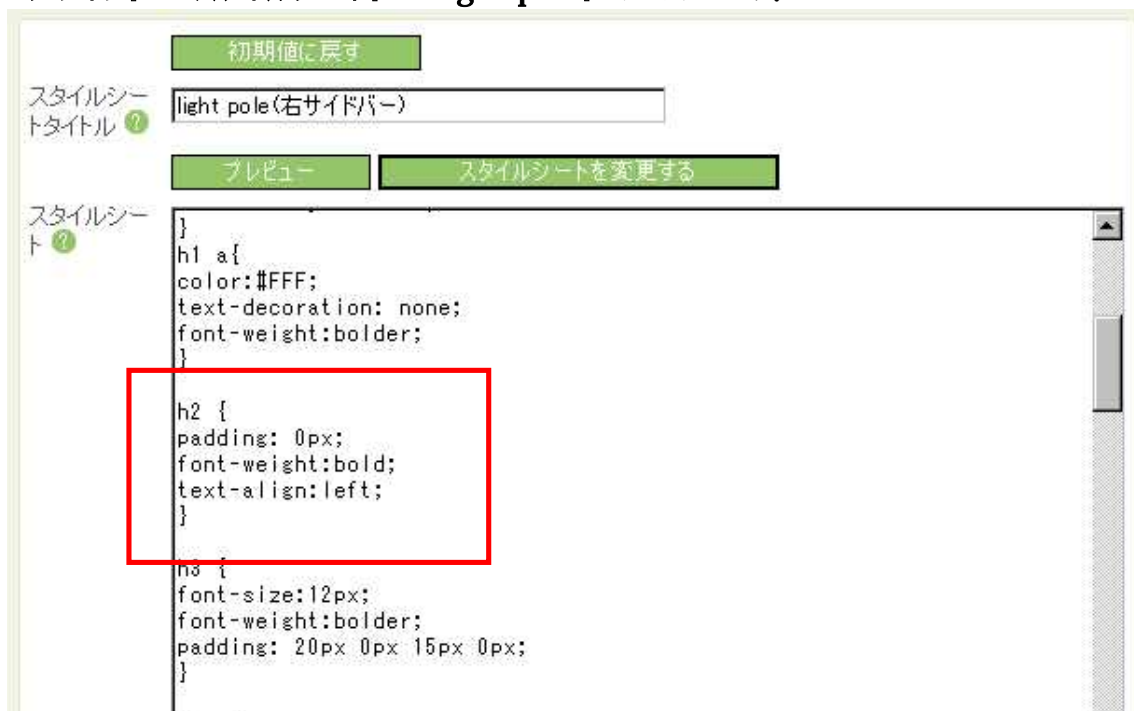 初期値に戻す
スタイルシー
トタイトル ?
light pole(右サイドバー)
プレビュー スタイルシートを変更する
スタイルシー
ト ?
}
h1 a{
color:#FFF;
text-decoration: none;
font-weight:bolder;
}
h2 {
padding: 0px;
font-weight:bold;
text-align:left;
}
h3 {
font-size:12px;
font-weight:bolder;
padding: 20px 0px 15px 0px;
}